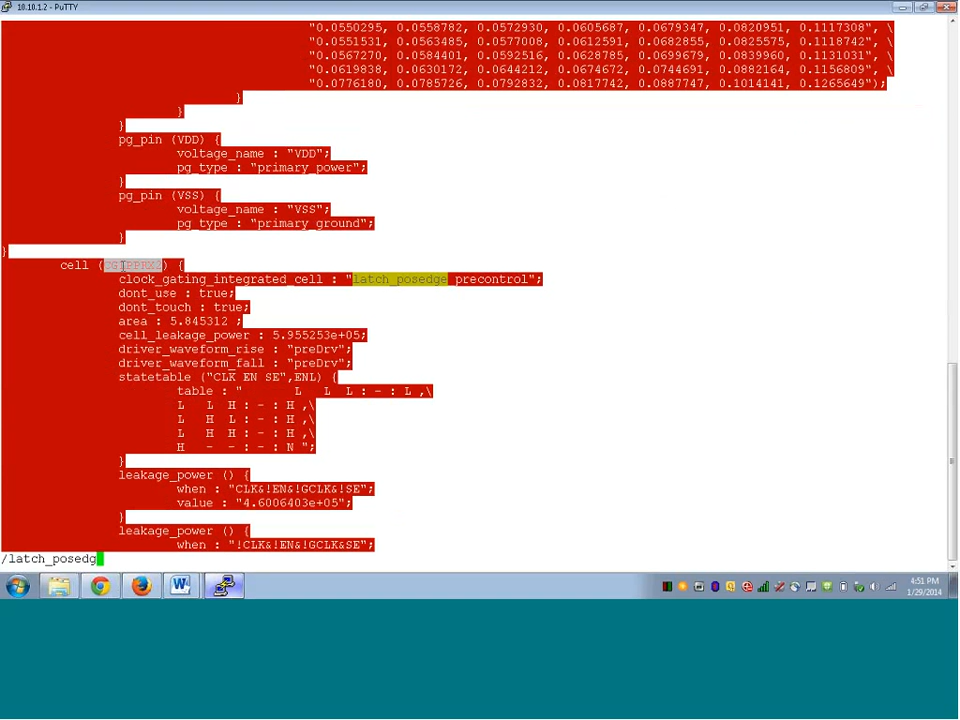 10.10.1.2 - PuTTY
"0.0550295, 0.0558782, 0.0572930, 0.0605687, 0.0679347, 0.0820951, 0.1117308", \
"0.0551531, 0.0563485, 0.0577008, 0.0612591, 0.0682855, 0.0825575, 0.1118742", \
"0.0567270, 0.0584401, 0.0592516, 0.0628785, 0.0699679, 0.0839960, 0.1131031", \
"0.0619838, 0.0630172, 0.0644212, 0.0674672, 0.0744691, 0.0882164, 0.1156809", \
"0.0776180, 0.0785726, 0.0792832, 0.0817742, 0.0887747, 0.1014141, 0.1265649");
}
}
}
pg_pin (VDD) {
voltage_name : "VDD";
pg_type : "primary_power";
}
pg_pin (VSS) {
voltage_name : "VSS";
pg_type : "primary_ground";
}
}
cell ( ) {
clock_gating_integrated_cell : "latch_posedge_precontrol";
dont_use : true;
dont_touch : true;
area : 5.845312 ;
cell_leakage_power : 5.955253e+05;
driver_waveform_rise : "preDrv";
driver_waveform_fall : "preDrv";
statetable ("CLK EN SE",ENL) {
table : " L L L : - : L ,\
L L H : - : H ,\
L H L : - : H ,\
L H H : - : H ,\
H - - : - : N ";
}
leakage_power () {
when : "CLK&!EN&!GCLK&!SE";
value : "4.6006403e+05";
}
leakage_power () {
when : "!CLK&!EN&!GCLK&SE";
/latch_posedg
4:51 PM
1/29/2014